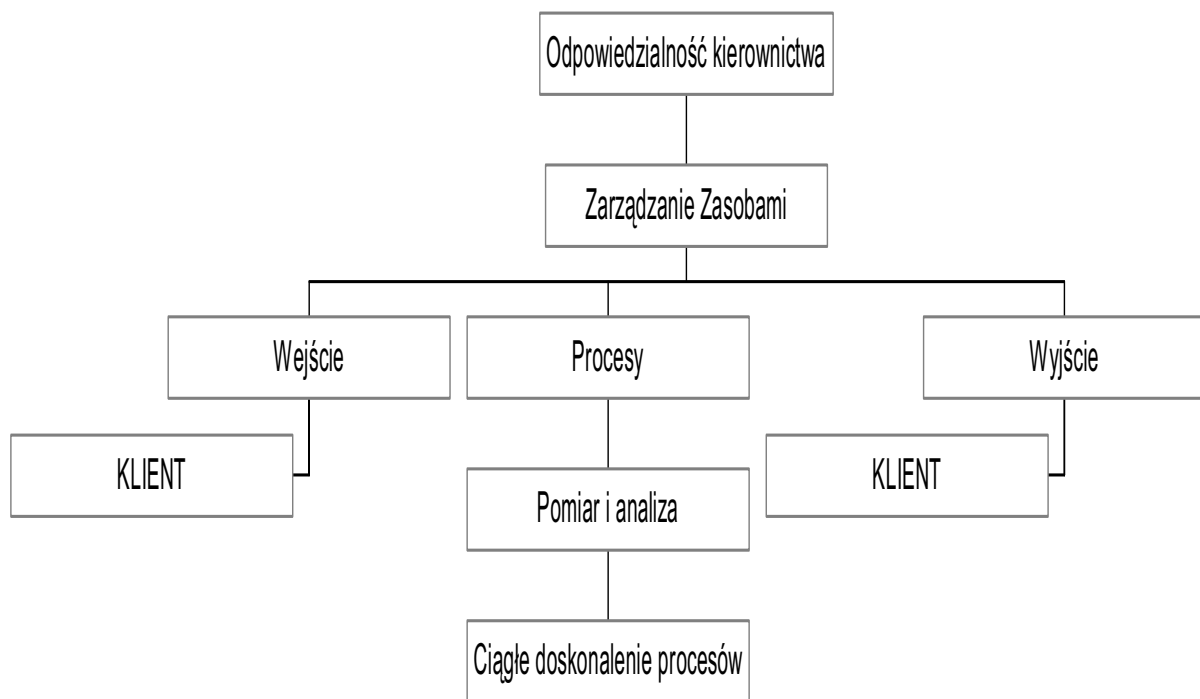 Odpowiedzialność kierownictwa
Zarządzanie Zasobami
Wejście
Procesy
Wyjście
KLIENT
KLIENT
Pomiar i analiza
Ciągłe doskonalenie procesów